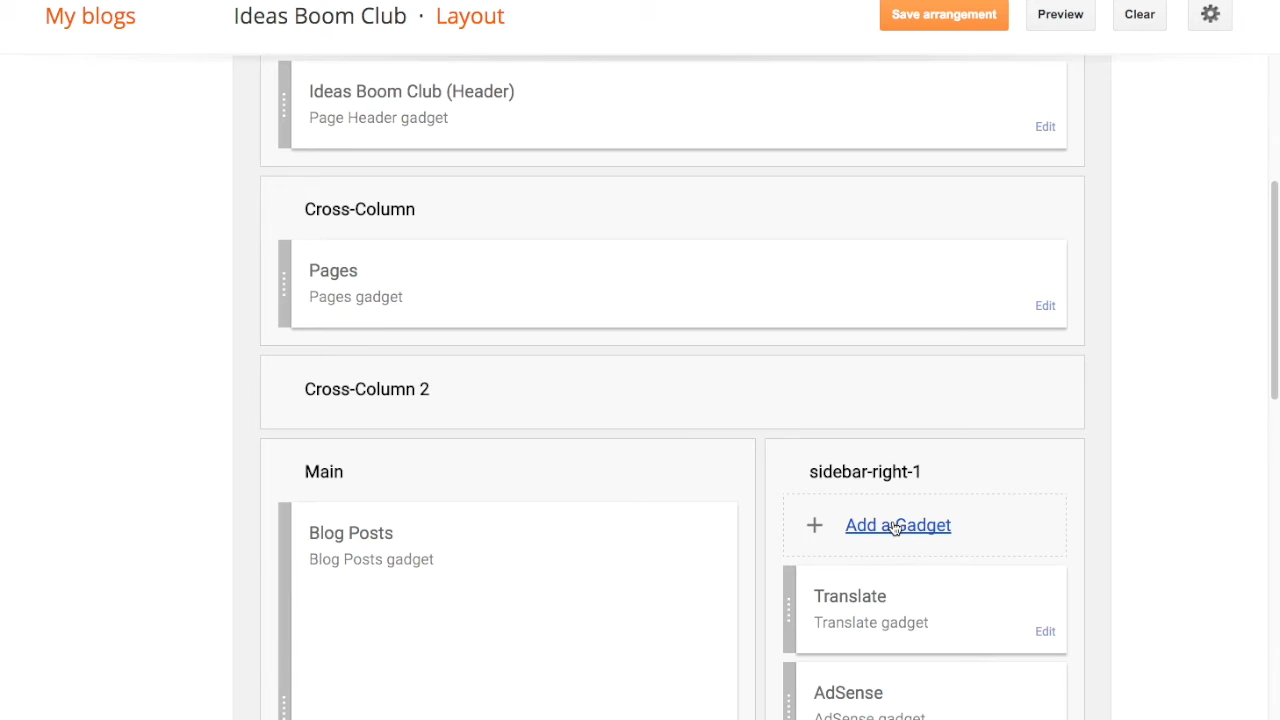 My blogs
Ideas Boom Club · Layout
Save arrangement
Preview
Clear
Ideas Boom Club (Header)
Page Header gadget
Edit
Cross-Column
Pages
Pages gadget
Edit
Cross-Column 2
Main
Blog Posts
Blog Posts gadget
sidebar-right-1
+ Add a Gadget
Translate
Translate gadget
Edit
AdSense
AdSense gadget